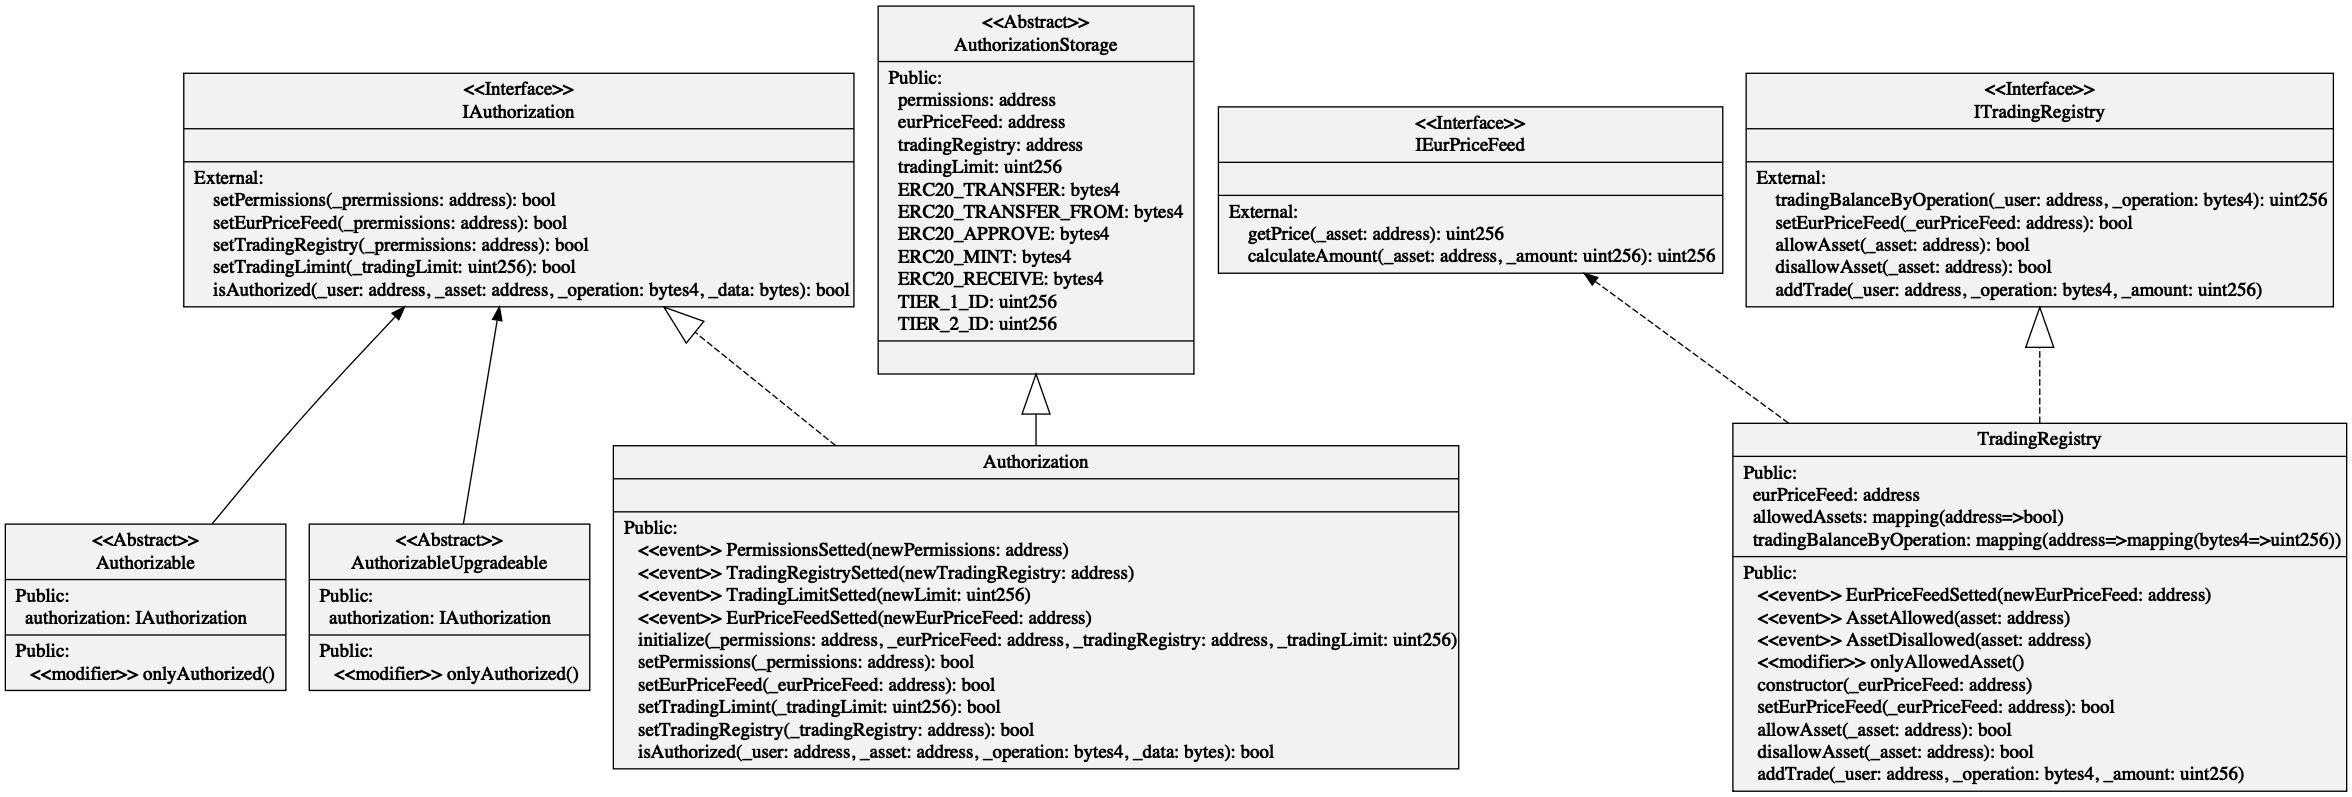 <<Interface>>
IAuthorization
External:
setPermissions(_prermissions: address): bool
setEurPriceFeed(_prermissions: address): bool
setTradingRegistry(_prermissions: address): bool
setTradingLimint(_tradingLimit: uint256): bool
isAuthorized(_user: address, _asset: address, _operation: bytes4, _data: bytes): bool
<<Abstract>>
AuthorizationStorage
Public:
permissions: address
eurPriceFeed: address
tradingRegistry: address
tradingLimit: uint256
ERC20_TRANSFER: bytes4
ERC20_TRANSFER_FROM: bytes4
ERC20_APPROVE: bytes4
ERC20_MINT: bytes4
ERC20_RECEIVE: bytes4
TIER_1_ID: uint256
TIER_2_ID: uint256
<<Interface>>
IEurPriceFeed
External:
getPrice(_asset: address): uint256
calculateAmount(_asset: address, _amount: uint256): uint256
<<Interface>>
ITradingRegistry
External:
tradingBalanceByOperation(_user: address, _operation: bytes4): uint256
setEurPriceFeed(_eurPriceFeed: address): bool
allowAsset(_asset: address): bool
disallowAsset(_asset: address): bool
addTrade(_user: address, _operation: bytes4, _amount: uint256)
<<Abstract>>
Authorizable
Public:
authorization: IAuthorization
Public:
<<modifier>> onlyAuthorized()
<<Abstract>>
AuthorizableUpgradeable
Public:
authorization: IAuthorization
Public:
<<modifier>> onlyAuthorized()
Authorization
Public:
<<event>> PermissionsSetted(newPermissions: address)
<<event>> TradingRegistrySetted(newTradingRegistry: address)
<<event>> TradingLimitSetted(newLimit: uint256)
<<event>> EurPriceFeedSetted(newEurPriceFeed: address)
initialize(_permissions: address, _eurPriceFeed: address, _tradingRegistry: address, _tradingLimit: uint256)
setPermissions(_permissions: address): bool
setEurPriceFeed(_eurPriceFeed: address): bool
setTradingLimint(_tradingLimit: uint256): bool
setTradingRegistry(_tradingRegistry: address): bool
isAuthorized(_user: address, _asset: address, _operation: bytes4, _data: bytes): bool
TradingRegistry
Public:
eurPriceFeed: address
allowedAssets: mapping(address=>bool)
tradingBalanceByOperation: mapping(address=>mapping(bytes4=>uint256))
Public:
<<event>> EurPriceFeedSetted(newEurPriceFeed: address)
<<event>> AssetAllowed(asset: address)
<<event>> AssetDisallowed(asset: address)
<<modifier>> onlyAllowedAsset()
constructor(_eurPriceFeed: address)
setEurPriceFeed(_eurPriceFeed: address): bool
allowAsset(_asset: address): bool
disallowAsset(_asset: address): bool
addTrade(_user: address, _operation: bytes4, _amount: uint256)